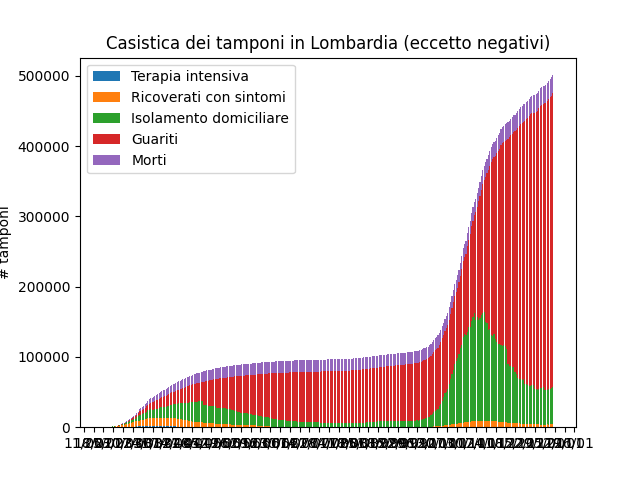 Casistica dei tamponi in Lombardia (eccetto negativi)
Terapia intensiva
Ricoverati con sintomi
Isolamento domiciliare
Guariti
Morti
# tamponi
500000
400000
300000
200000
100000
0